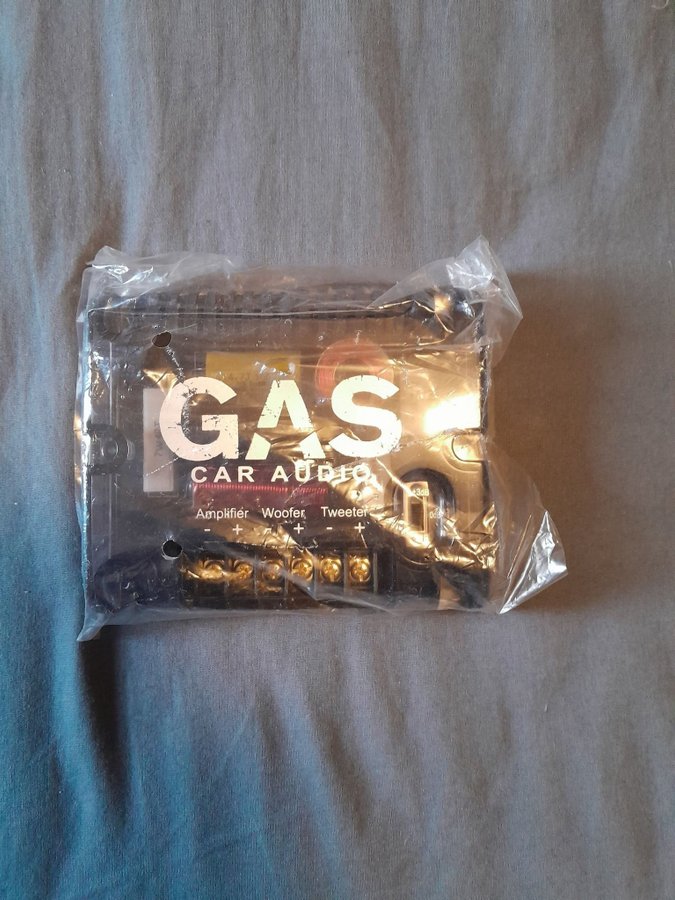 GAS
CAR AUDIO
Amplifier Woofer Tweeter
- + - + - +